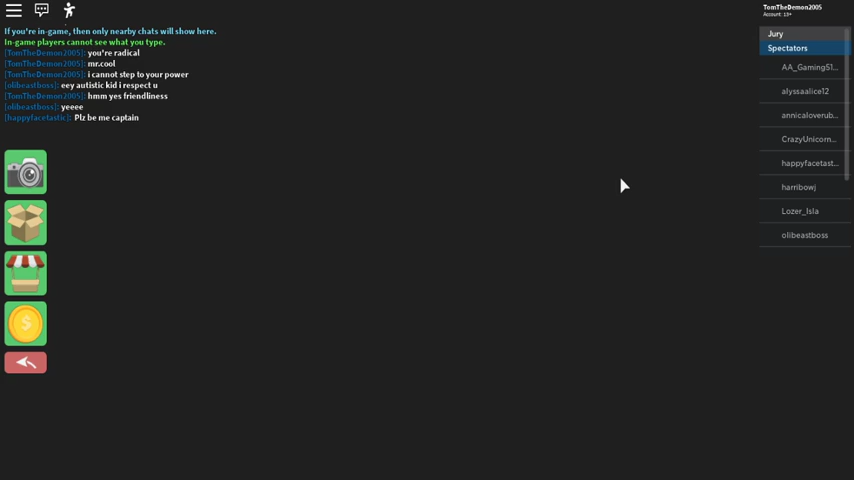 TomTheDemon2005
Account: 13+
If you're in-game, then only nearby chats will show here.
In-game players cannot see what you type.
[TomTheDemon2005]: you're radical
[TomTheDemon2005]: mr.cool
[TomTheDemon2005]: i cannot step to your power
[olibeastboss]: eey autistic kid i respect u
[TomTheDemon2005]: hmm yes friendliness
[olibeastboss]: yeeee
[happyfacetastic]: Plz be me captain
Jury
Spectators
AA_Gaming51...
alyssaalice12
annicaloverub...
CrazyUnicorn...
happyfacetast...
harribowj
Lozer_Isla
olibeastboss
$